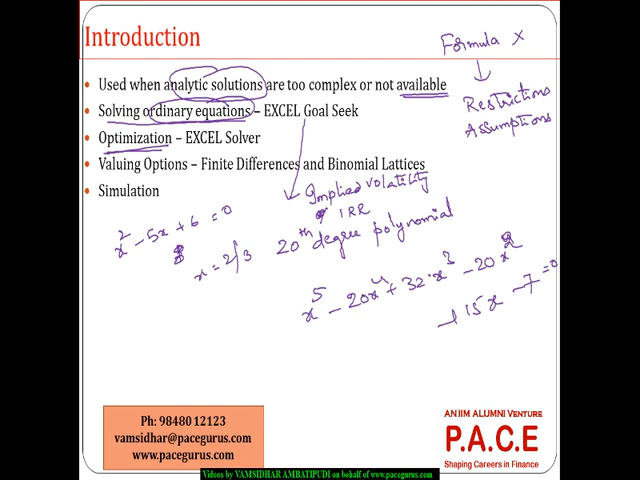 Introduction
Formula X
• Used when analytic solutions are too complex or not available
Restrictions
Assumptions
• Solving ordinary equations – EXCEL Goal Seek
• Optimization – EXCEL Solver
• Valuing Options – Finite Differences and Binomial Lattices
• Simulation
Implied volatility
IRR
x² – 5x + 6 = 0
x = 2/3
20th degree polynomial
x⁵ – 20x⁴ + 32·x³ – 20x²
15x – 7 = 0
Ph: 98480 12123
vamsidhar@pacegurus.com
www.pacegurus.com
AN IIM ALUMNI VENTURE
P.A.C.E
Shaping Careers in Finance
Videos by VAMSIDHAR AMBATIPUDI on behalf of www.pacegurus.com